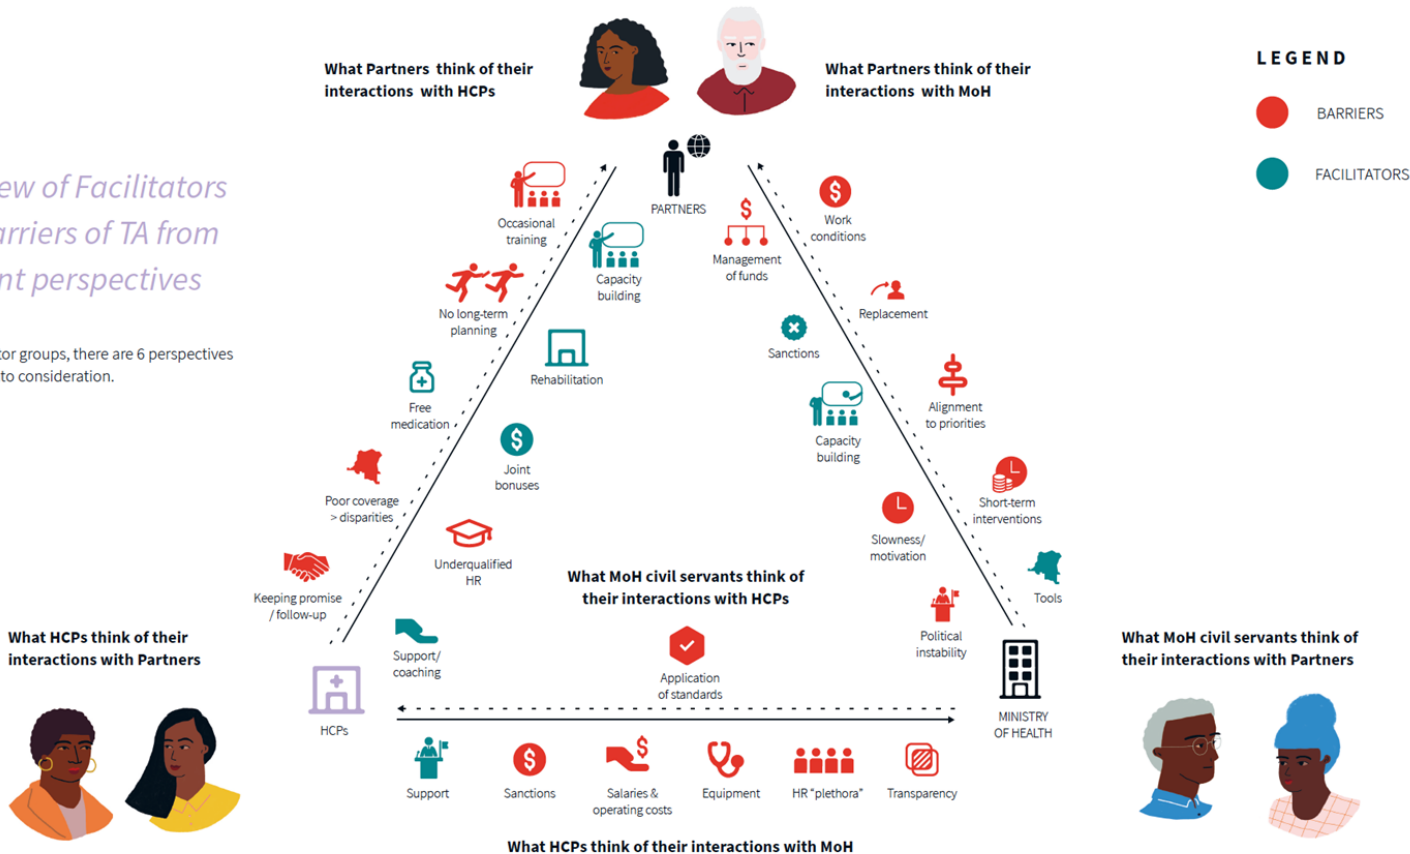 What Partners think of their
interactions with HCPs
What Partners think of their
interactions with MoH
LEGEND
BARRIERS
FACILITATORS
ew of Facilitators
arriers of TA from
nt perspectives
tor groups, there are 6 perspectives
to consideration.
PARTNERS
Occasional
training
Capacity
building
No long-term
planning
Rehabilitation
Free
medication
Joint
bonuses
Poor coverage
> disparities
Underqualified
HR
Keeping promise
/ follow-up
Support/
coaching
Work
conditions
Management
of funds
Replacement
Sanctions
Alignment
to priorities
Capacity
building
Short-term
interventions
Slowness/
motivation
Tools
Political
instability
What MoH civil servants think of
their interactions with HCPs
Application
of standards
What HCPs think of their
interactions with Partners
What MoH civil servants think of
their interactions with Partners
HCPs
MINISTRY
OF HEALTH
Support
Sanctions
Salaries &
operating costs
Equipment
HR "plethora"
Transparency
What HCPs think of their interactions with MoH